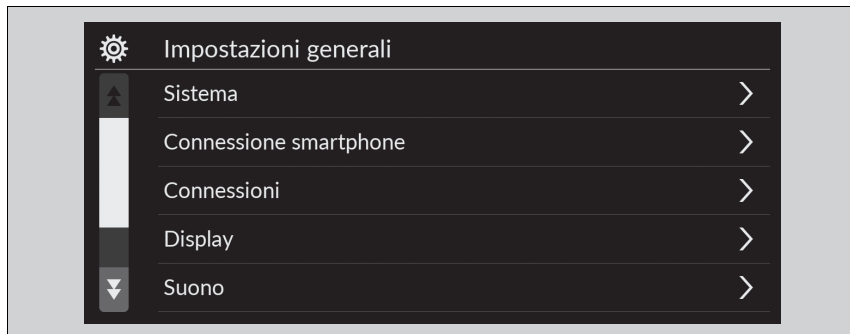 Impostazioni generali
Sistema
Connessione smartphone
Connessioni
Display
Suono